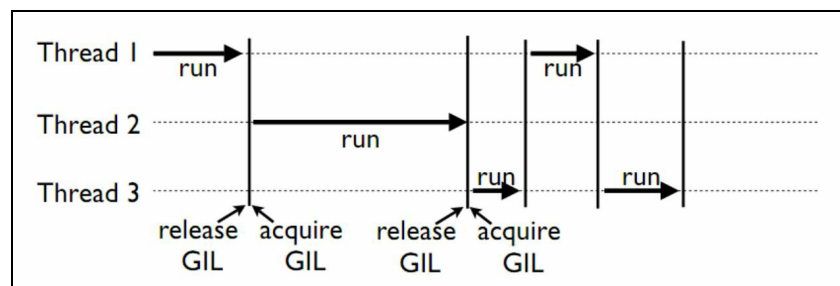 Thread 1
run
run
Thread 2
run
Thread 3
run
run
release acquire release acquire
GIL GIL GIL GIL